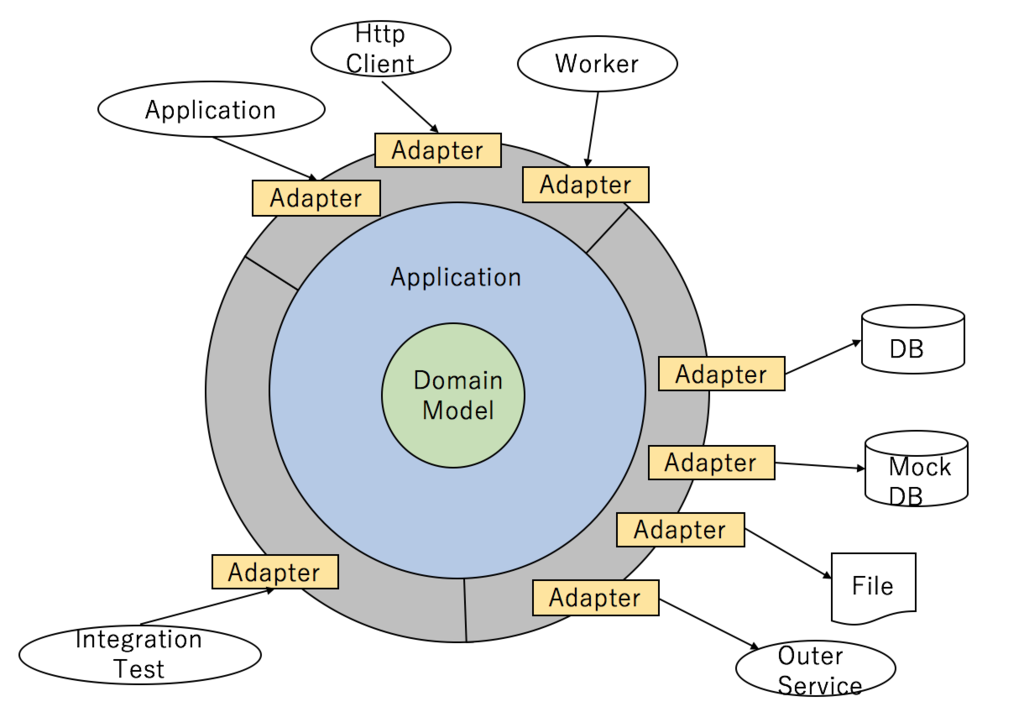 Http
Client
Worker
Application
Adapter
Adapter
Adapter
Application
DB
Adapter
Domain
Model
Adapter
Mock
DB
Adapter
File
Adapter
Adapter
Integration
Test
Outer
Service